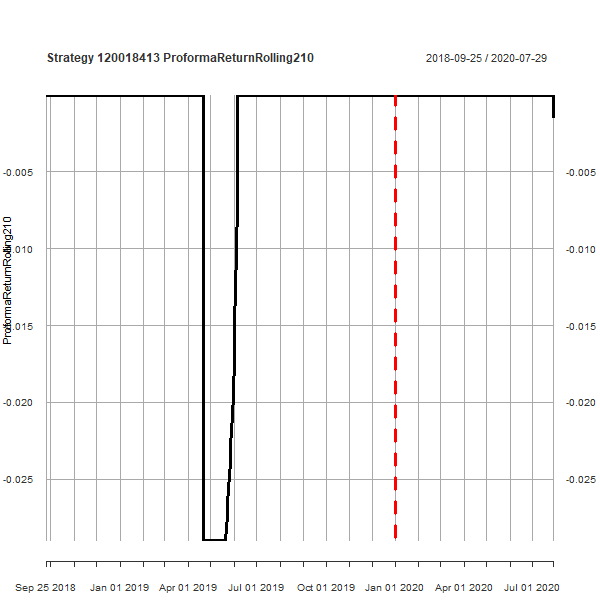 Strategy 120018413 ProformaReturnRolling210
2018-09-25 / 2020-07-29
-0.005 -0.005
-0.010 -0.010
-0.015 -0.015
-0.020 -0.020
-0.025 -0.025
ProformaReturnRolling210
Sep 25 2018 Jan 01 2019 Apr 01 2019 Jul 01 2019 Oct 01 2019 Jan 01 2020 Apr 01 2020 Jul 01 2020